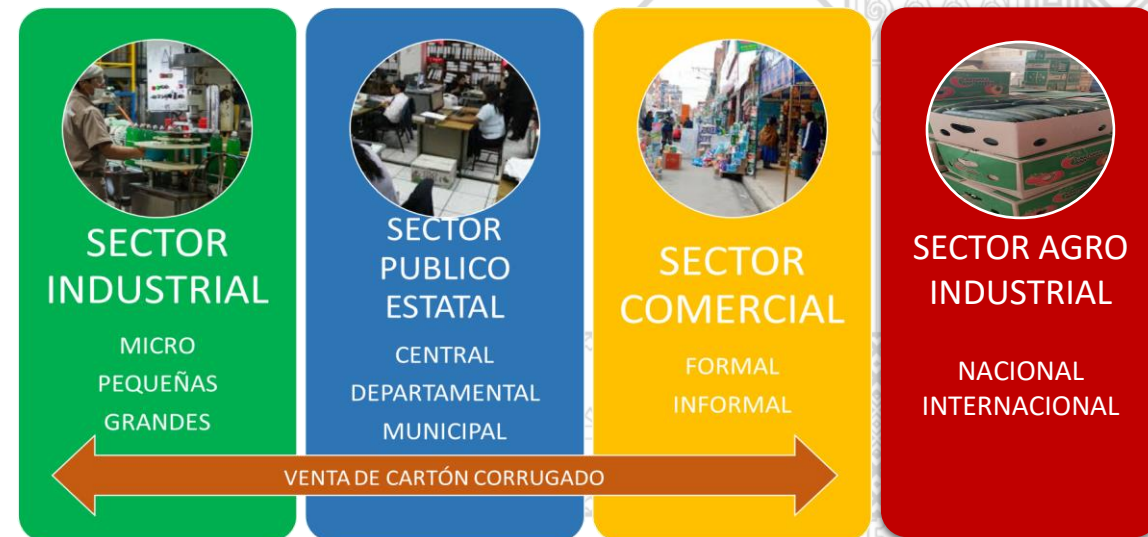 SECTOR
INDUSTRIAL
MICRO
PEQUEÑAS
GRANDES
SECTOR
PUBLICO
ESTATAL
CENTRAL
DEPARTAMENTAL
MUNICIPAL
SECTOR
COMERCIAL
FORMAL
INFORMAL
SECTOR AGRO
INDUSTRIAL
NACIONAL
INTERNACIONAL
VENTA DE CARTÓN CORRUGADO